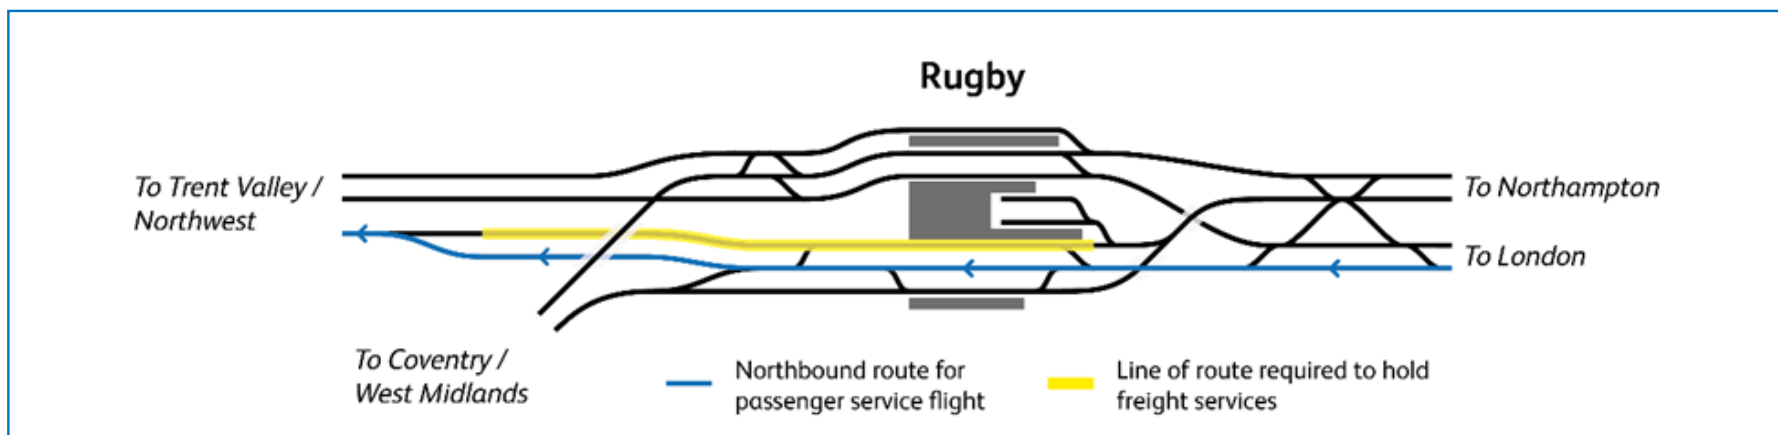 Rugby
To Trent Valley /
Northwest
To Northampton
To London
To Coventry /
West Midlands
Northbound route for
passenger service flight
Line of route required to hold
freight services